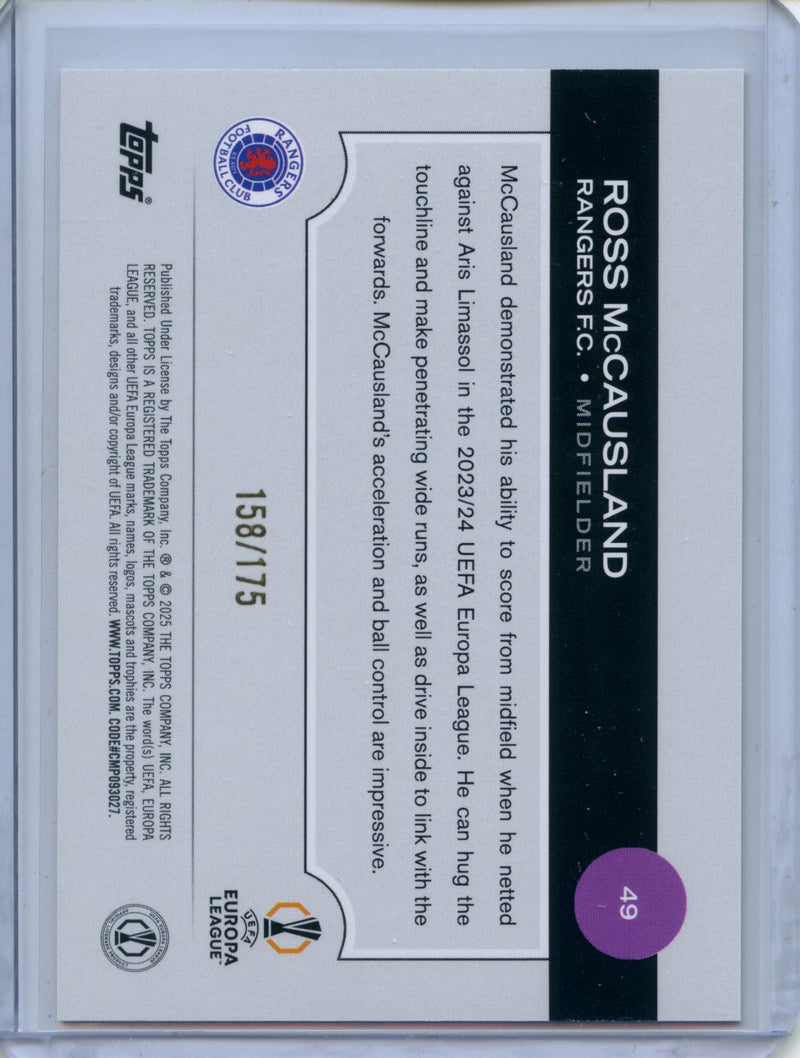 ROSS McCAUSLAND
RANGERS F.C. • MIDFIELDER
49
McCausland demonstrated his ability to score from midfield when he netted
against Aris Limassol in the 2023/24 UEFA Europa League. He can hug the
touchline and make penetrating wide runs, as well as drive inside to link with the
forwards. McCausland's acceleration and ball control are impressive.
RANGERS
FOOTBALL CLUB
READY
158/175
UEFA
EUROPA
LEAGUE™
topps®
Published Under License by The Topps Company, Inc. ® & © 2025 THE TOPPS COMPANY, INC. ALL RIGHTS
RESERVED. TOPPS IS A REGISTERED TRADEMARK OF THE TOPPS COMPANY, INC. The word(s) UEFA, EUROPA
LEAGUE, and all other UEFA Europa League marks, names, logos, mascots and trophies are the property, registered
trademarks, designs and/or copyright of UEFA. All rights reserved. WWW.TOPPS.COM. CODE#CMP093027.